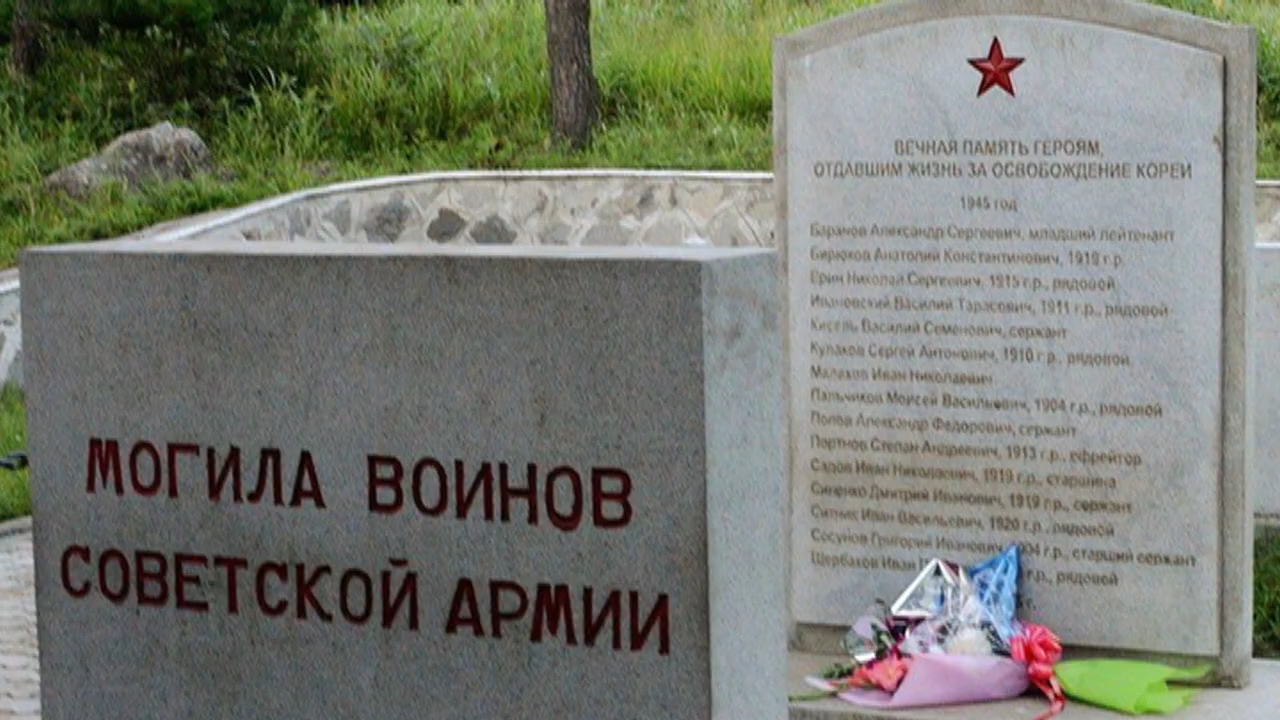 МОГИЛА ВОИНОВ
СОВЕТСКОЙ АРМИИ
ВЕЧНАЯ ПАМЯТЬ ГЕРОЯМ,
ОТДАВШИМ ЖИЗНЬ ЗА ОСВОБОЖДЕНИЕ КОРЕИ
1945 год
Баранов Александр Сергеевич, младший лейтенант
Бирюков Анатолий Константинович, 1918 г.р.
Ерин Николай Сергеевич, 1915 г.р., рядовой
Ивановский Василий Тарасович, 1911 г.р., рядовой
Кисель Василий Семенович, сержант
Кулаков Сергей Антонович, 1910 г.р., рядовой
Малахов Иван Николаевич
Пальчиков Моисей Васильевич, 1904 г.р., рядовой
Попов Александр Федорович, сержант
Портнов Степан Андреевич, 1913 г.р., ефрейтор
Садов Иван Николаевич, 1919 г.р., старшина
Дмитрий Иванович, 1919 г.р., сержант
Иван Васильевич, 1920 г.р., рядовой
Сосунов Григорий Иванович, г.р., старший сержант
Щербаков Иван г.р., рядовой